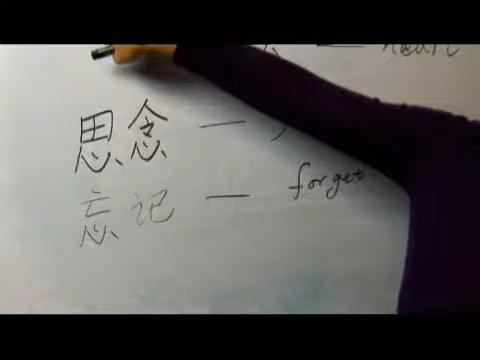 — heart
思念 —
忘记 — forget